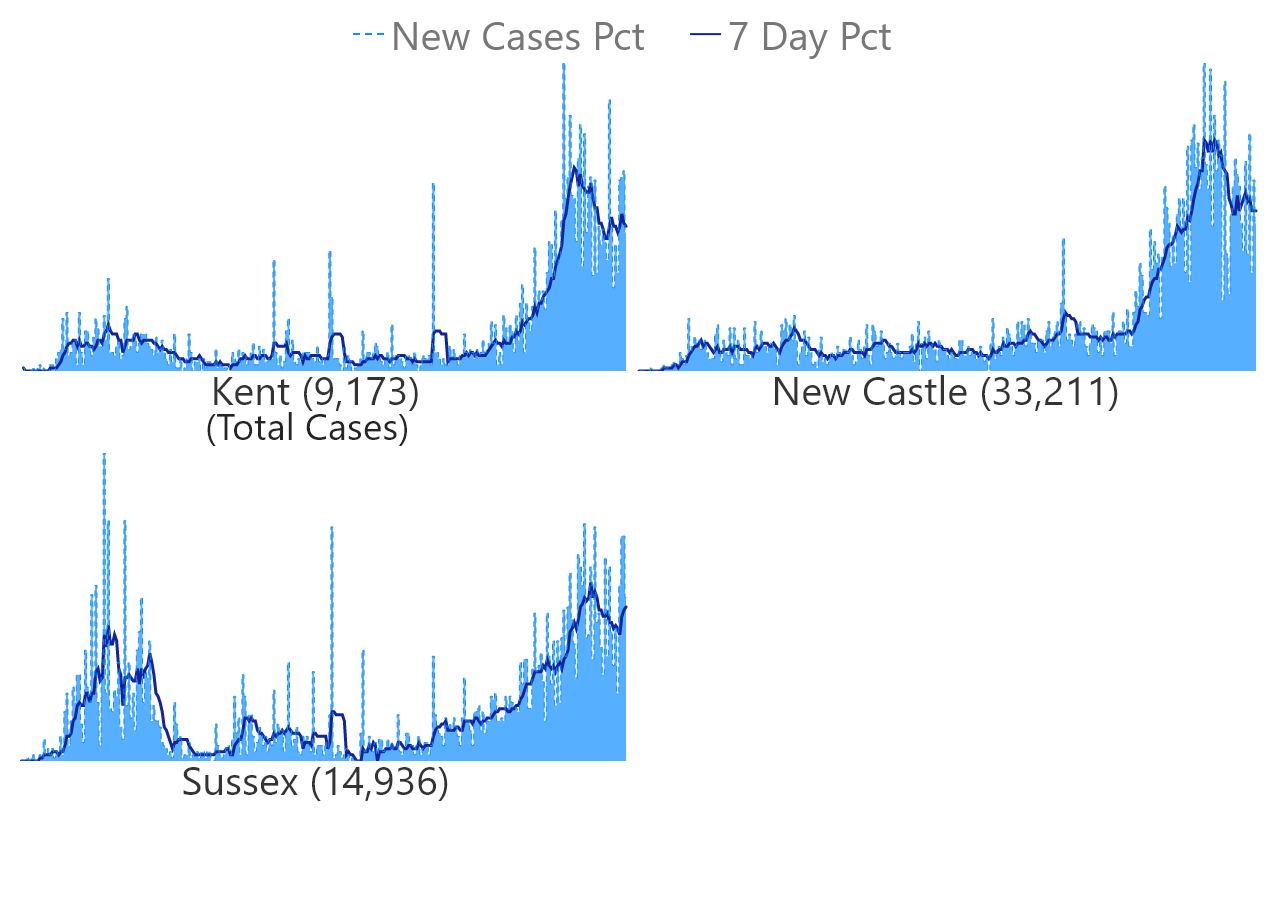 New Cases Pct 7 Day Pct
Kent (9,173)
(Total Cases)
New Castle (33,211)
Sussex (14,936)